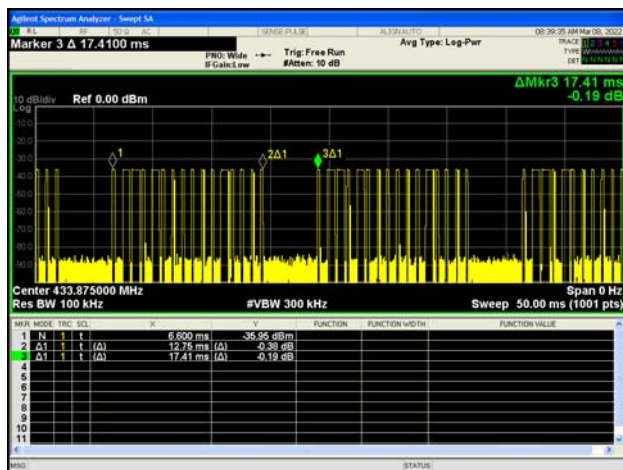 Agilent Spectrum Analyzer - Swept SA
RL RF 50 Ω AC SENSE:PULSE ALIGNAUTO 08:39:35 AM Mar 08, 2022
Marker 3 Δ 17.4100 ms
PNO: Wide Trig: Free Run Avg Type: Log-Pwr TRACE 1 2 3 4 5 6
TYPE
IFGain:Low #Atten: 10 dB DET N N N N N N
ΔMkr3 17.41 ms
-0.19 dB
10 dB/div Ref 0.00 dBm
Log
-10.0
-20.0
-30.0
1 2Δ1 3Δ1
-40.0
-50.0
-60.0
-70.0
-80.0
-90.0
Center 433.875000 MHz Span 0 Hz
Res BW 100 kHz #VBW 300 kHz Sweep 50.00 ms (1001 pts)
MKR MODE TRC SCL X Y FUNCTION FUNCTION WIDTH FUNCTION VALUE
1 N 1 t 6.600 ms -35.95 dBm
2 Δ1 1 t (Δ) 12.75 ms (Δ) -0.38 dB
3 Δ1 1 t (Δ) 17.41 ms (Δ) -0.19 dB
4
5
6
7
8
9
10
11
MSG STATUS